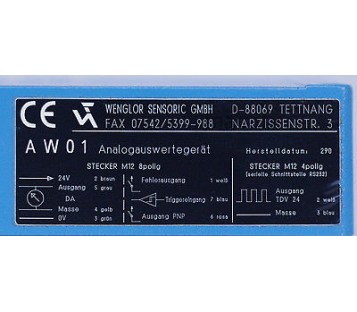 CE WENGLOR SENSORIC GMBH D-88069 TETTNANG
FAX 07542/5399-988 NARZISSENSTR. 3
AW01 Analogauswertegerät Herstelldatum: 290
STECKER M12 8polig STECKER M12 4polig
(serielle Schnittstelle RS232)
24V 2 braun Fehlerausgang 1 weiß
Ausgang 5 grau Ausgang
DA Triggereingang 7 blau TDV 24 2 weiß
Masse 4 gelb Masse 3 blau
0V 3 grün Ausgang PNP 6 rosa